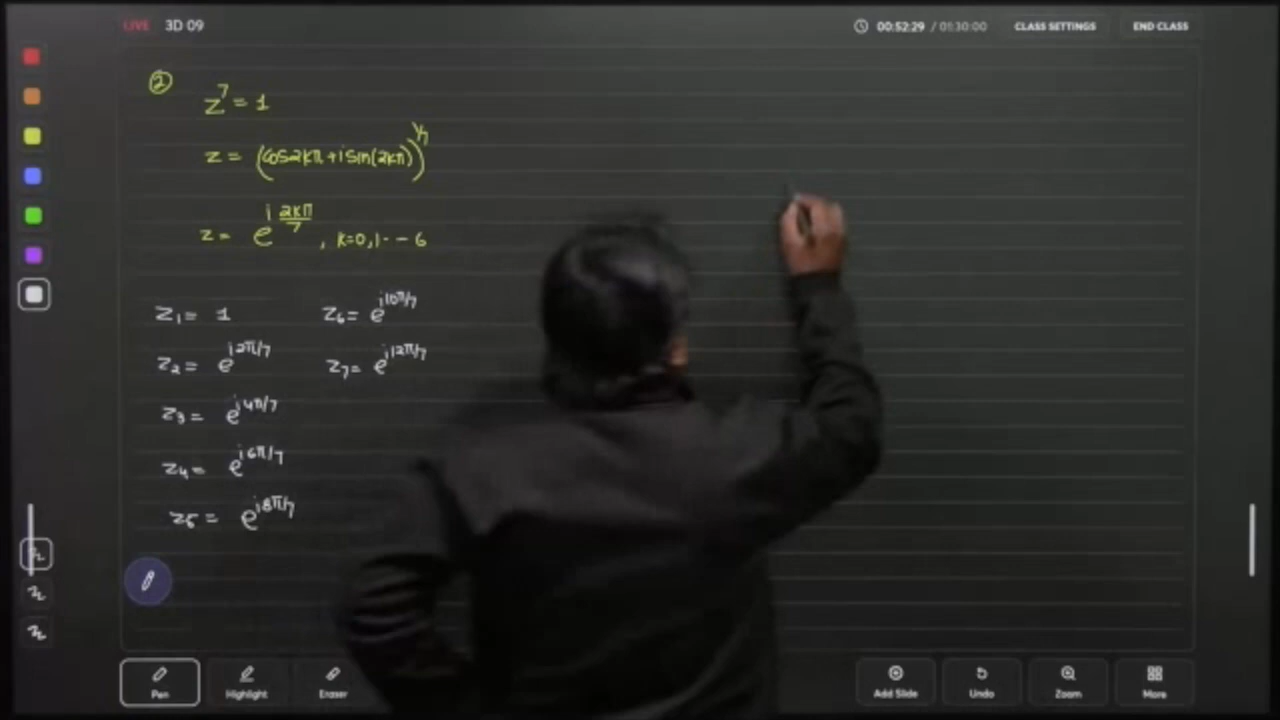 LIVE 3D 09 00:52:29 / 01:30:00 CLASS SETTINGS END CLASS
②
z⁷ = 1
z = (cos2kπ + i sin(2kπ))^1/7
z = e^i 2kπ/7 , k=0,1 - - 6
z₁ = 1 z₆ = e^i10π/7
z₂ = e^i2π/7 z₇ = e^i12π/7
z₃ = e^i4π/7
z₄ = e^i6π/7
z₅ = e^i8π/7
Pen Highlight Eraser Add Slide Undo Zoom More